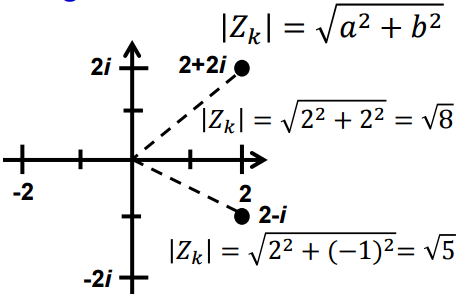 |Z_k| = √(a² + b²)
2i
2+2i
|Z_k| = √(2² + 2²) = √8
-2
2
2-i
|Z_k| = √(2² + (−1)²) = √5
-2i